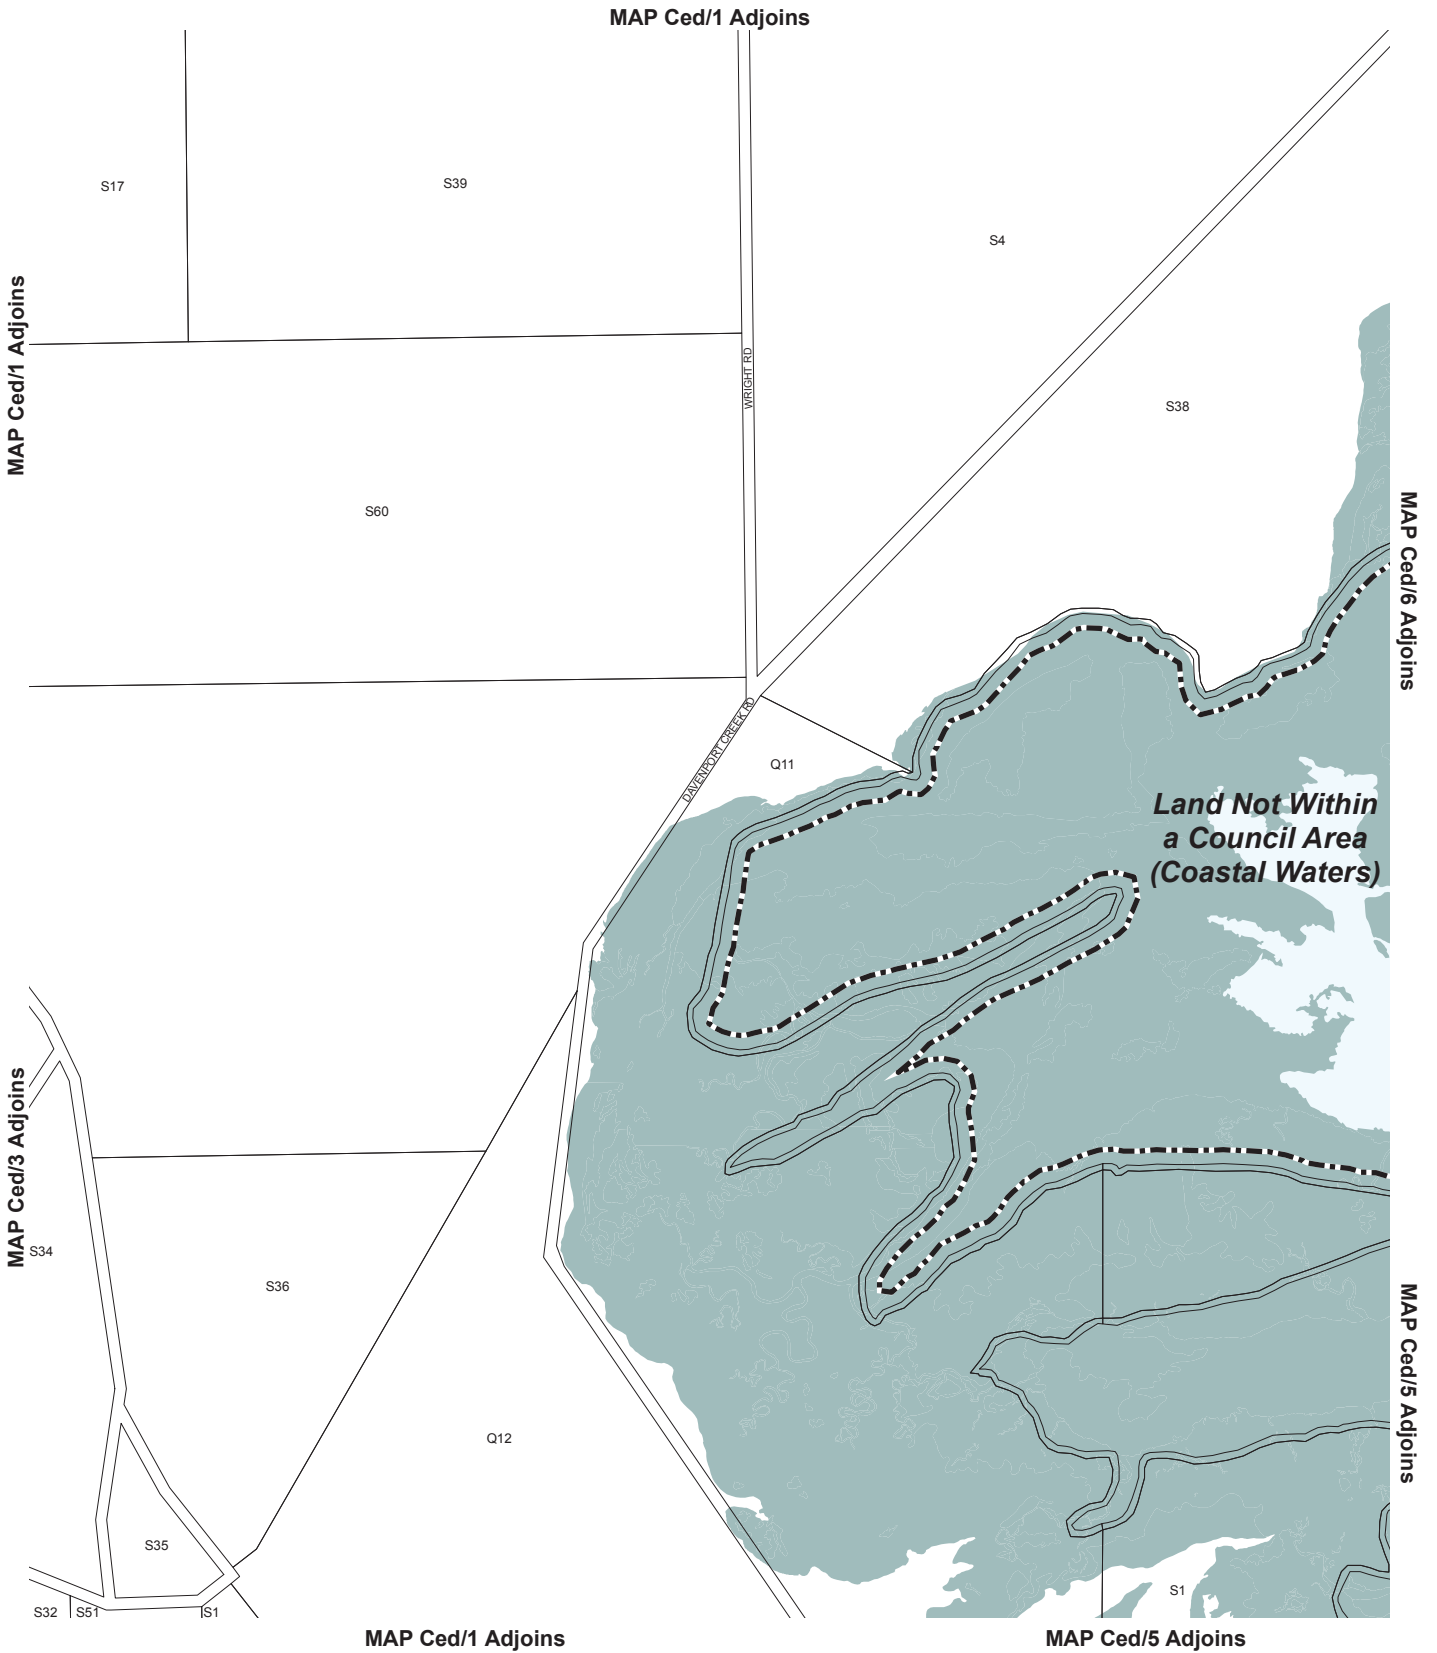 MAP Ced/1 Adjoins
S17
S39
S4
MAP Ced/1 Adjoins
WRIGHT RD
S38
S60
MAP Ced/6 Adjoins
DAVENPORT CREEK RD
Q11
Land Not Within
a Council Area
(Coastal Waters)
MAP Ced/3 Adjoins
S34
S36
MAP Ced/5 Adjoins
Q12
S35
S32
S51
S1
S1
MAP Ced/1 Adjoins
MAP Ced/5 Adjoins